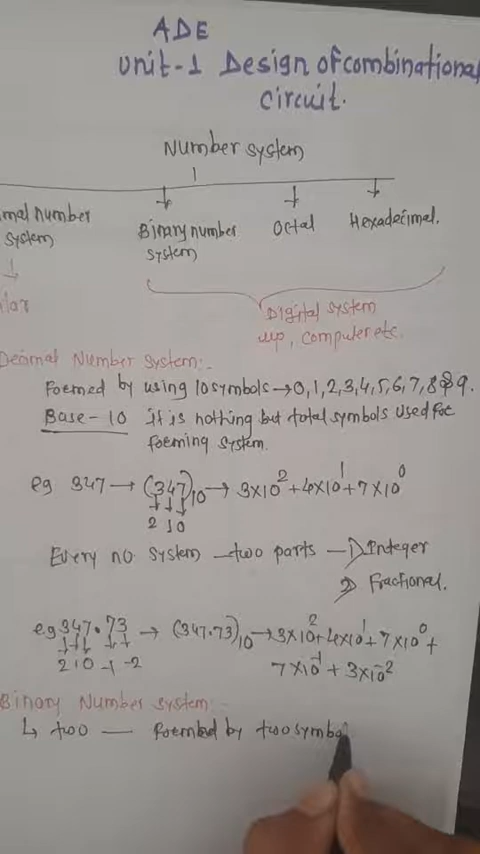 ADE
Unit-1 Design of combinational
circuit.
Number system
mal number
system
Binary number
system
Octal
Hexadecimal.
Digital system
μp, computer etc.
Decimal Number System:-
Formed by using 10 symbols → 0, 1, 2, 3, 4, 5, 6, 7, 8 & 9.
Base - 10 it is nothing but total symbols used for
forming system.
eg 347 → (347)₁₀ → 3×10² + 4×10¹ + 7×10⁰
2 1 0
Every no system — two parts — 1) Integer
2) Fractional.
eg 347.73 → (347.73)₁₀ → 3×10² + 4×10¹ + 7×10⁰ +
2 1 0 -1 -2
7×10⁻¹ + 3×10⁻²
Binary Number system:-
↳ two — Formed by two symbo